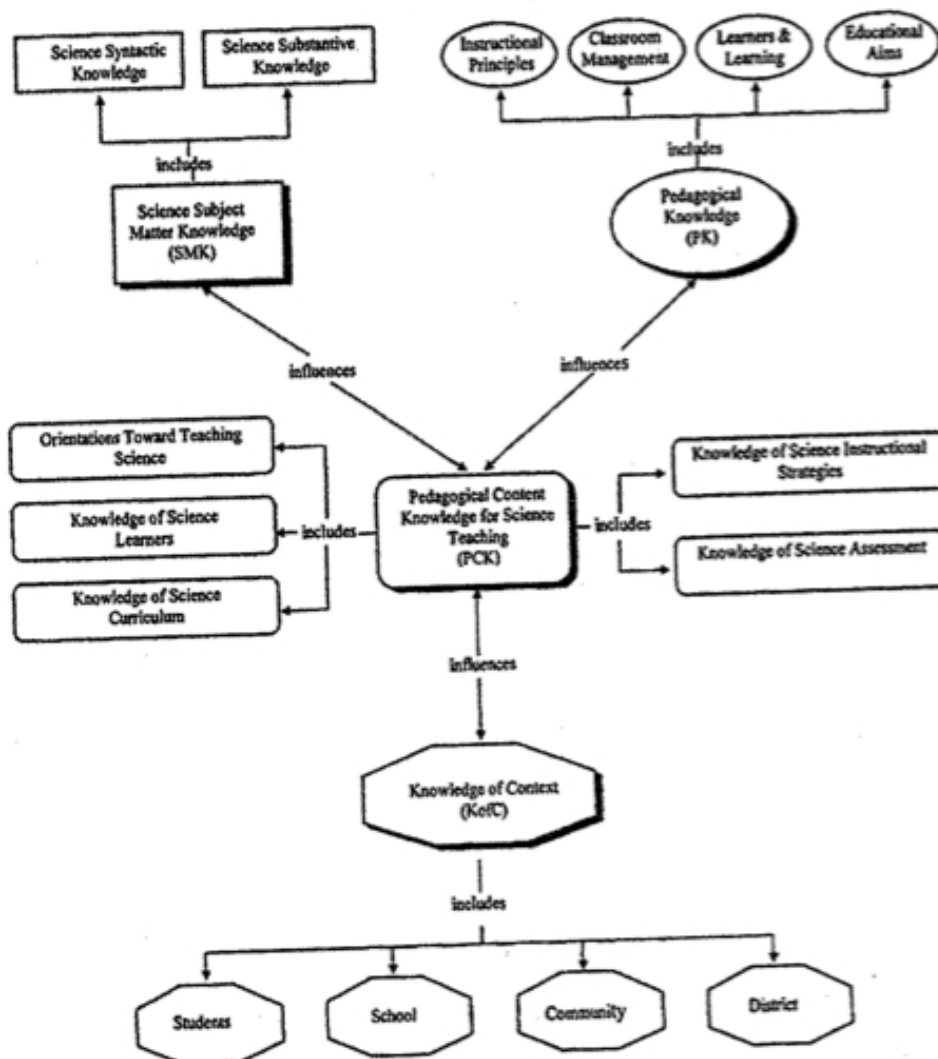 Science Syntactic
Knowledge
Science Substantive
Knowledge
Instructional
Principles
Classroom
Management
Learners &
Learning
Educational
Aims
includes
includes
Science Subject
Matter Knowledge
(SMK)
Pedagogical
Knowledge
(PK)
influences
influences
Orientations Toward Teaching
Science
Knowledge of Science
Learners
Knowledge of Science
Curriculum
includes
Pedagogical Content
Knowledge for Science
Teaching
(PCK)
includes
Knowledge of Science Instructional
Strategies
Knowledge of Science Assessment
influences
Knowledge of Context
(KofC)
includes
Students
School
Community
District